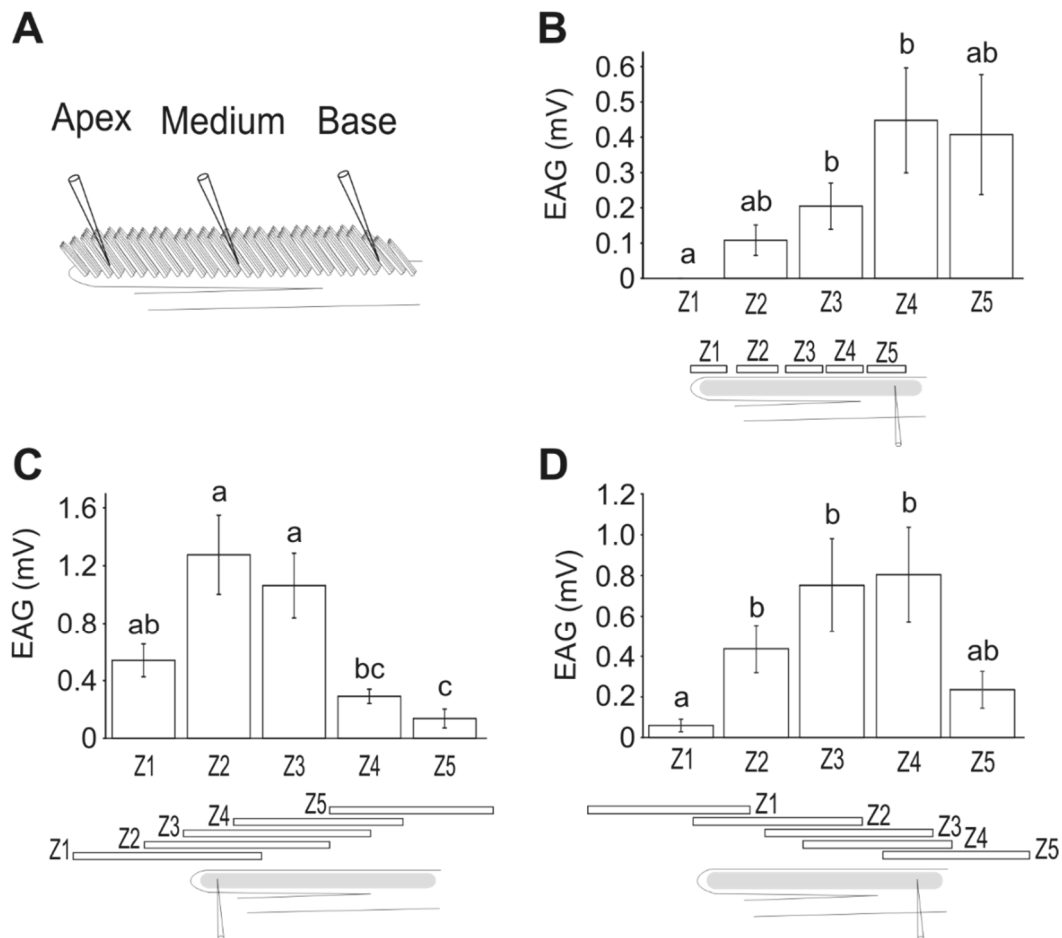 A
Apex Medium Base
B
EAG (mV)
0.6
0.5
0.4
0.3
0.2
0.1
0
a
ab
b
b
ab
Z1 Z2 Z3 Z4 Z5
Z1 Z2 Z3 Z4 Z5
C
EAG (mV)
1.6
1.2
0.8
0.4
0
ab
a
a
bc
c
Z1 Z2 Z3 Z4 Z5
Z5
Z4
Z3
Z2
Z1
D
EAG (mV)
1.2
1.0
0.8
0.6
0.4
0.2
0
a
b
b
b
ab
Z1 Z2 Z3 Z4 Z5
Z1
Z2
Z3
Z4
Z5